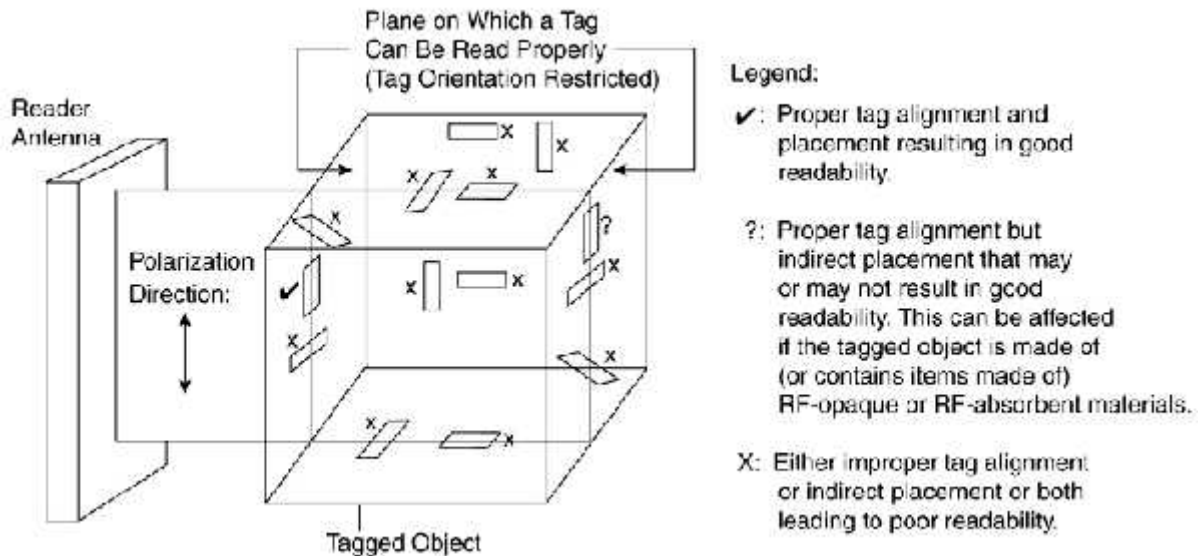 Plane on Which a Tag
Can Be Read Properly
(Tag Orientation Restricted)
Reader
Antenna
Polarization
Direction:
x
x
x
x
x
✔
x
x
x
?
x
x
x
x
Tagged Object
Legend:
✔: Proper tag alignment and
placement resulting in good
readability.
?: Proper tag alignment but
indirect placement that may
or may not result in good
readability. This can be affected
if the tagged object is made of
(or contains items made of)
RF-opaque or RF-absorbent materials.
X: Either improper tag alignment
or indirect placement or both
leading to poor readability.